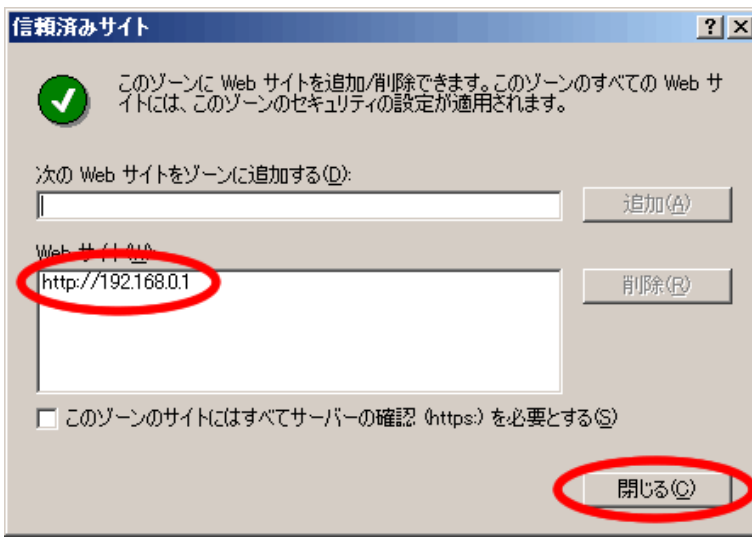 信頼済みサイト
このゾーンに Web サイトを追加/削除できます。このゾーンのすべての Web サ
イトには、このゾーンのセキュリティの設定が適用されます。
次の Web サイトをゾーンに追加する(D):
追加(A)
Web サイト(W):
http://192.168.0.1
削除(R)
このゾーンのサイトにはすべてサーバーの確認 (https:) を必要とする(S)
閉じる(C)